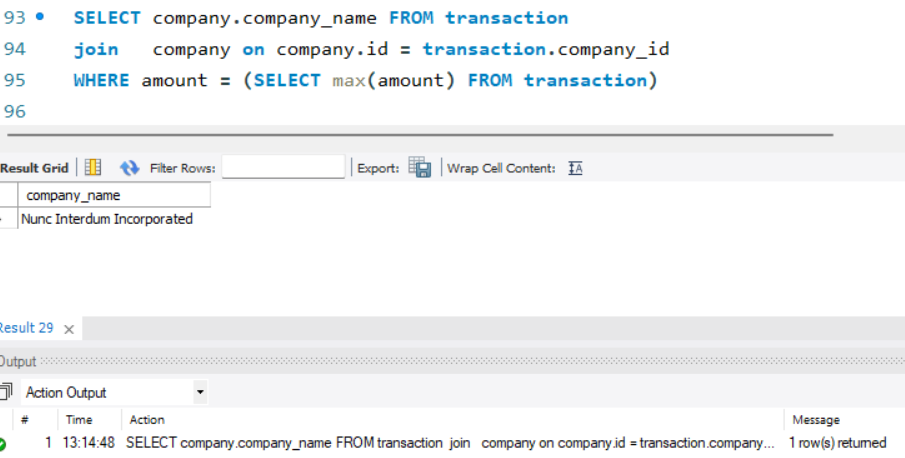 93 SELECT company.company_name FROM transaction
94 join   company on company.id = transaction.company_id
95 WHERE amount = (SELECT max(amount) FROM transaction)
96
Result Grid Filter Rows: Export: Wrap Cell Content: IA
company_name
Nunc Interdum Incorporated
Result 29 ×
Output
Action Output
# Time Action Message
1 13:14:48 SELECT company.company_name FROM transaction join   company on company.id = transaction.company... 1 row(s) returned